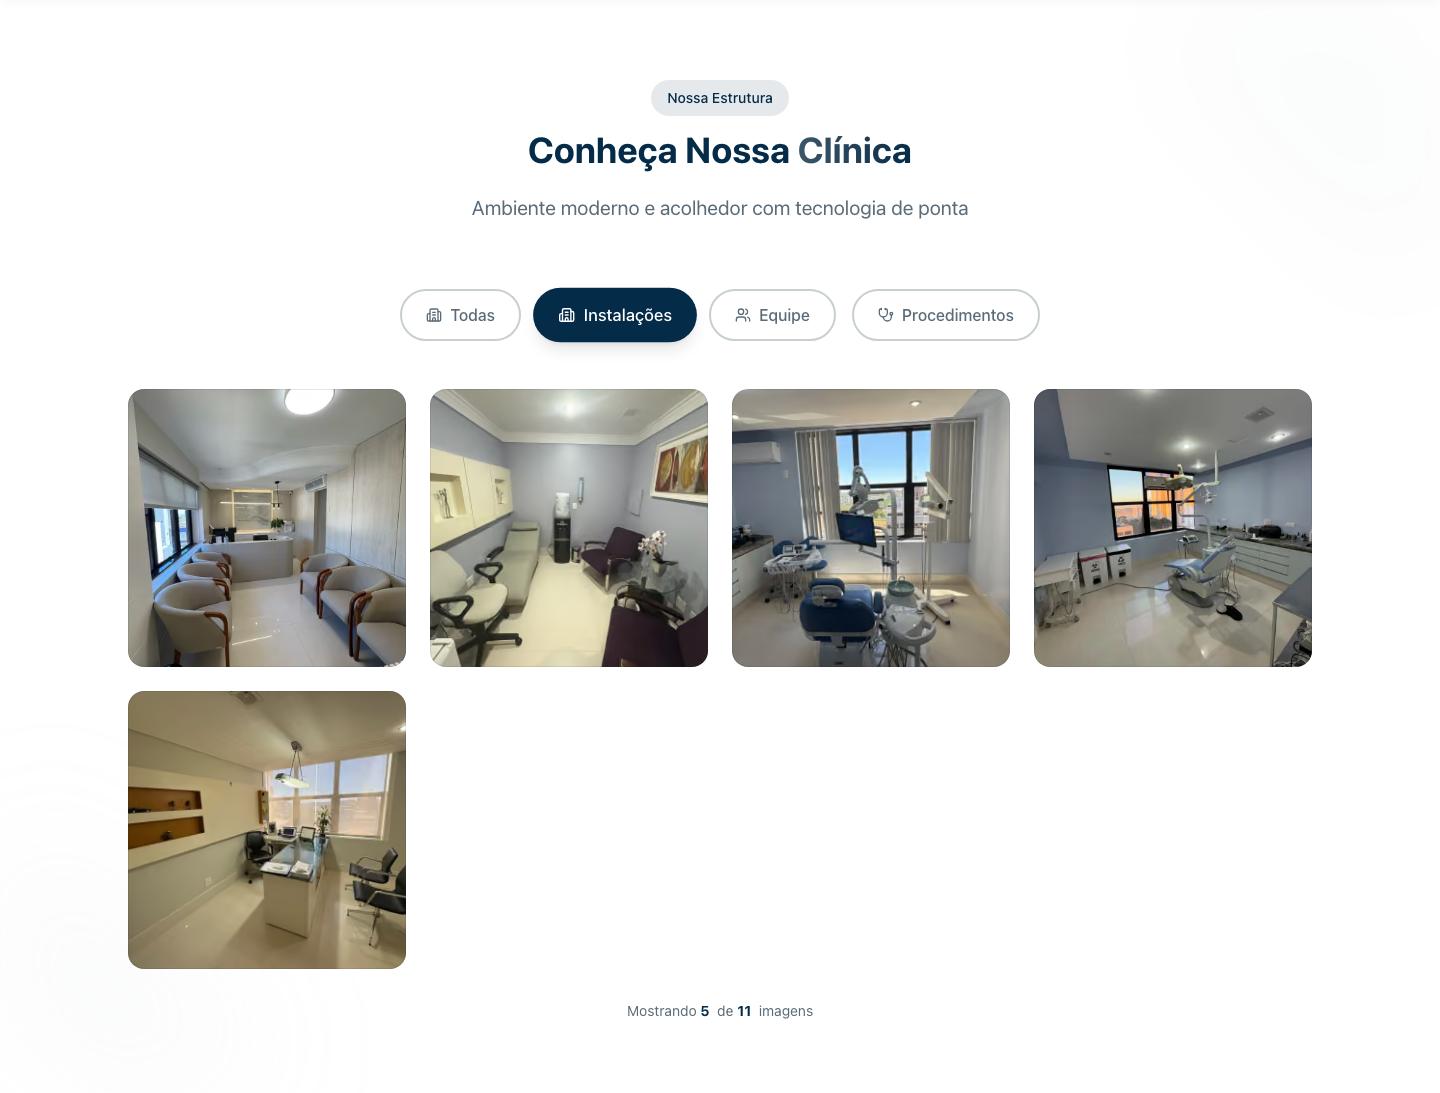 Nossa Estrutura
Conheça Nossa Clínica
Ambiente moderno e acolhedor com tecnologia de ponta
Todas
Instalações
Equipe
Procedimentos
Mostrando 5 de 11 imagens